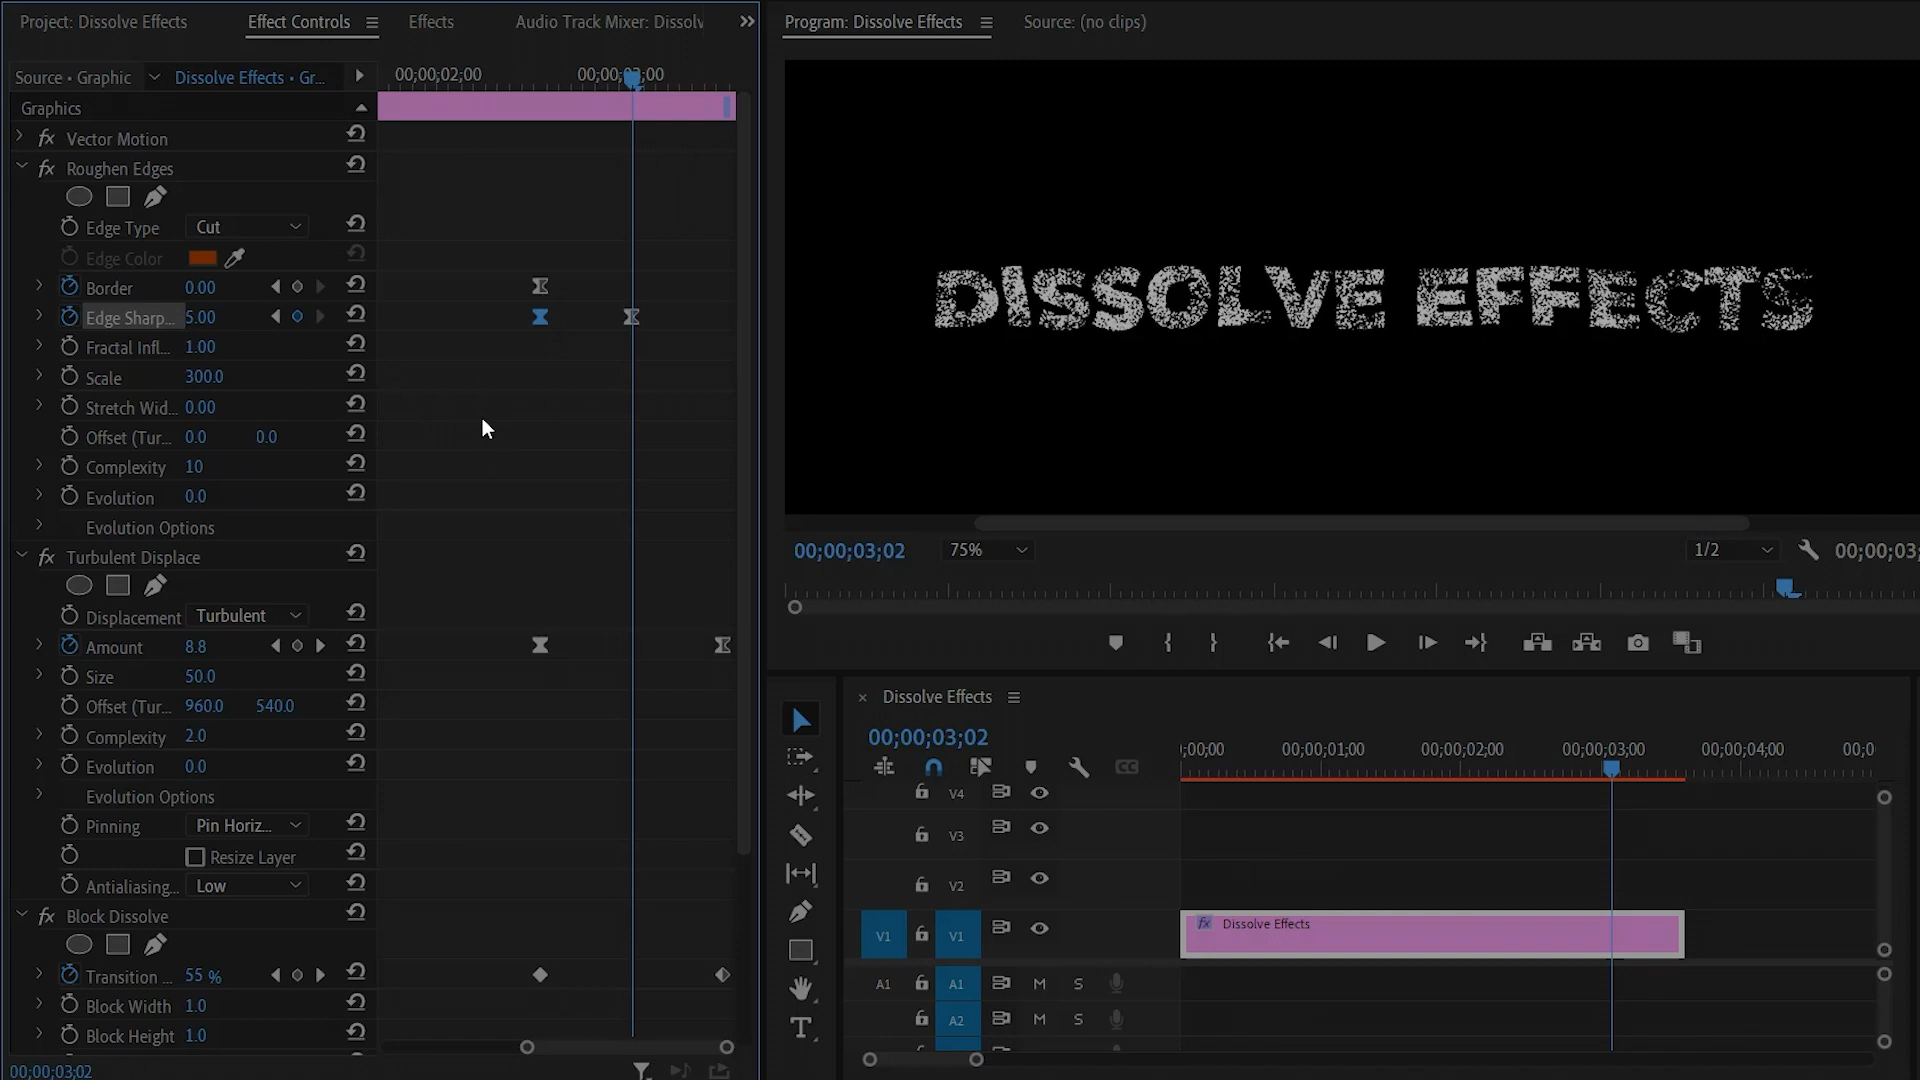 Project: Dissolve Effects
Effect Controls
Effects
Audio Track Mixer: Dissolv
Source • Graphic
Dissolve Effects • Gr...
00;00;02;00
Graphics
fx Vector Motion
fx Roughen Edges
Edge Type Cut
Edge Color
Border 0.00
Edge Sharp... 5.00
Fractal Infl... 1.00
Scale 300.0
Stretch Wid... 0.00
Offset (Tur... 0.0 0.0
Complexity 10
Evolution 0.0
Evolution Options
fx Turbulent Displace
Displacement Turbulent
Amount 8.8
Size 50.0
Offset (Tur... 960.0 540.0
Complexity 2.0
Evolution 0.0
Evolution Options
Pinning Pin Horiz...
Resize Layer
Antialiasing... Low
fx Block Dissolve
Transition ... 55 %
Block Width 1.0
Block Height 1.0
00;00;03;02
Program: Dissolve Effects
Source: (no clips)
DISSOLVE EFFECTS
00;00;03;02
75%
1/2
00;00;03;
× Dissolve Effects
00;00;03;02
;00;00
00;00;01;00
00;00;02;00
00;00;03;00
00;00;04;00
00;0
CC
V4
V3
V2
V1 V1
fx Dissolve Effects
A1 A1 M S
A2 M S
T